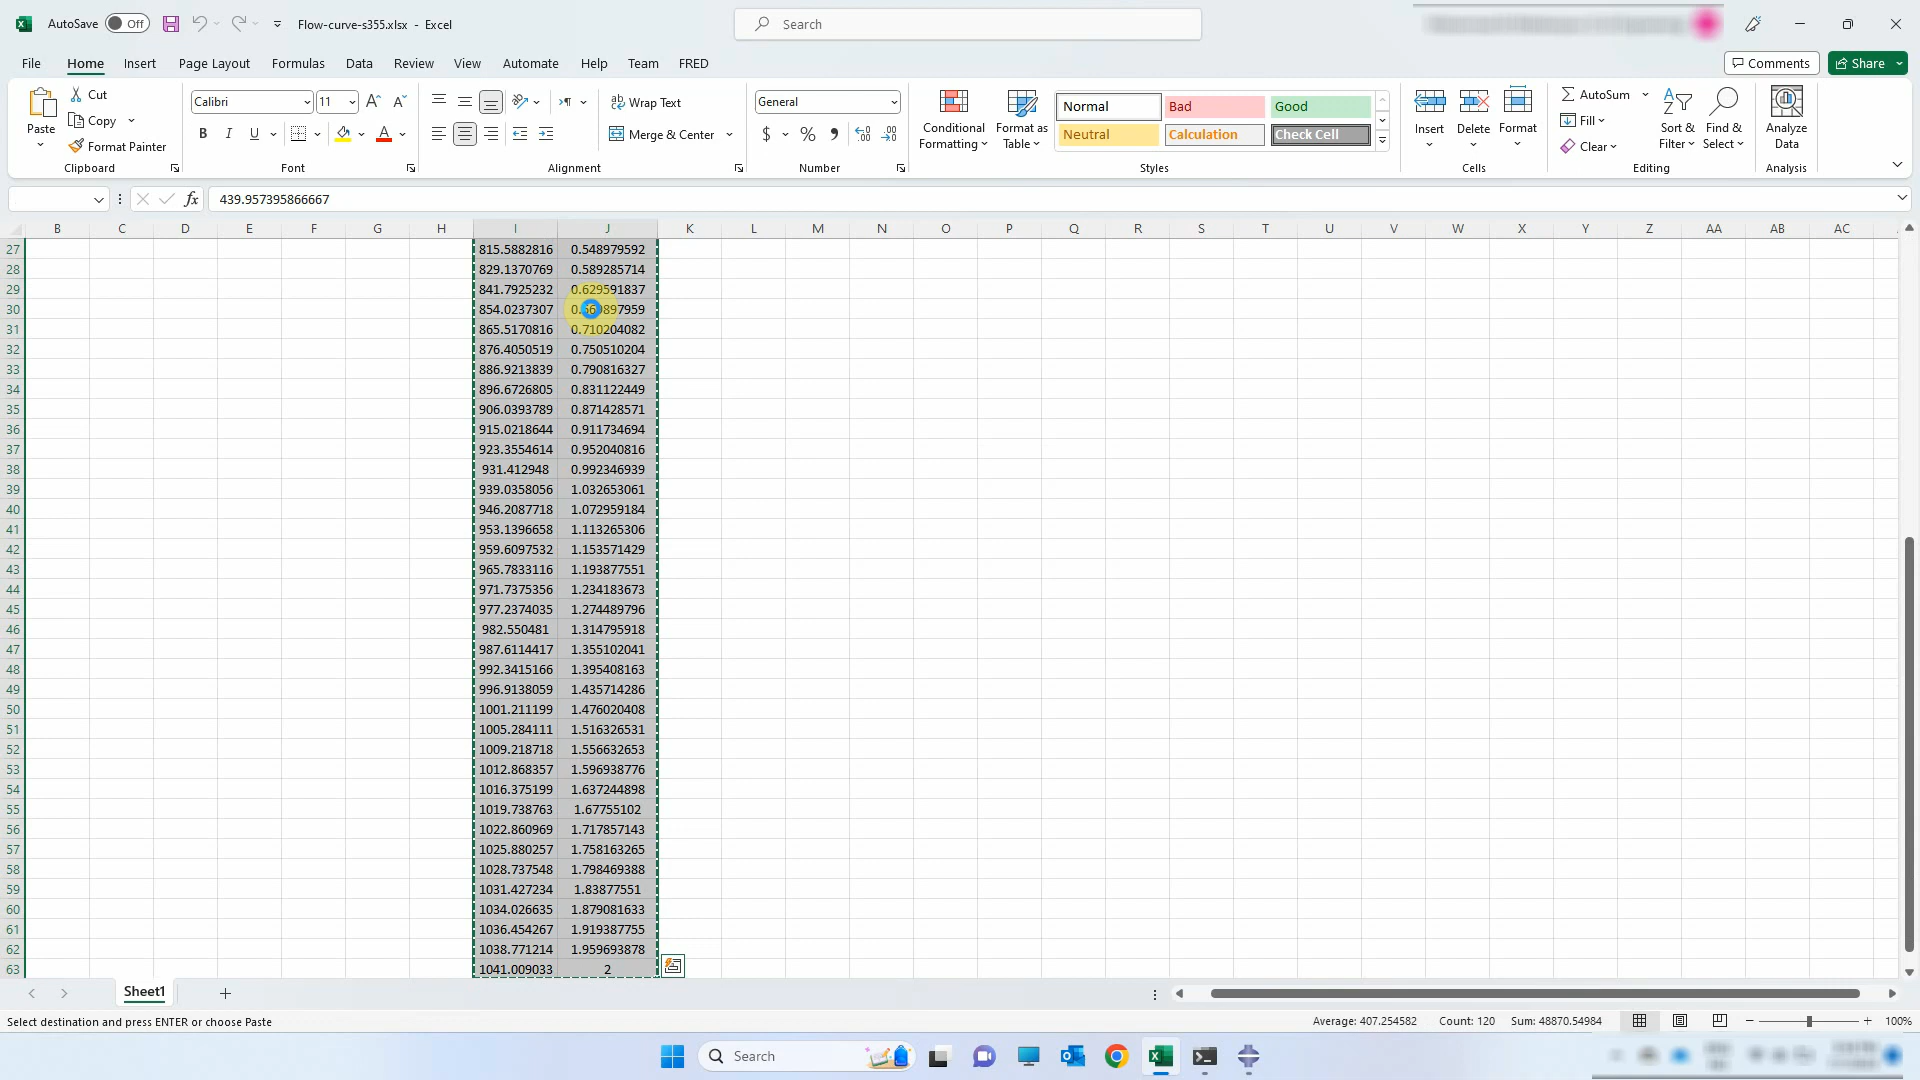 AutoSave Off Flow-curve-s355.xlsx - Excel Search
File Home Insert Page Layout Formulas Data Review View Automate Help Team FRED Comments Share
Paste Cut Copy Format Painter Clipboard
Calibri 11 B I U A Font
Wrap Text Merge & Center Alignment
General $ % Number
Conditional Formatting Format as Table
Normal Bad Good
Neutral Calculation Check Cell
Styles
Insert Delete Format Cells
AutoSum Fill Clear Sort & Filter Find & Select Editing
Analyze Data Analysis
fx 439.957395866667
B C D E F G H I J K L M N O P Q R S T U V W X Y Z AA AB AC
27 815.5882816 0.548979592
28 829.1370769 0.589285714
29 841.7925232 0.629591837
30 854.0237307
31 865.5170816 0.710204082
32 876.4050519 0.750510204
33 886.9213839 0.790816327
34 896.6726805 0.831122449
35 906.0393789 0.871428571
36 915.0218644 0.911734694
37 923.3554614 0.952040816
38 931.412948 0.992346939
39 939.0358056 1.032653061
40 946.2087718 1.072959184
41 953.1396658 1.113265306
42 959.6097532 1.153571429
43 965.7833116 1.193877551
44 971.7375356 1.234183673
45 977.2374035 1.274489796
46 982.550481 1.314795918
47 987.6114417 1.355102041
48 992.3415166 1.395408163
49 996.9138059 1.435714286
50 1001.211199 1.476020408
51 1005.284111 1.516326531
52 1009.218718 1.556632653
53 1012.868357 1.596938776
54 1016.375199 1.637244898
55 1019.738763 1.67755102
56 1022.860969 1.717857143
57 1025.880257 1.758163265
58 1028.737548 1.798469388
59 1031.427234 1.83877551
60 1034.026635 1.879081633
61 1036.454267 1.919387755
62 1038.771214 1.959693878
63 1041.009033 2
Sheet1
Select destination and press ENTER or choose Paste Average: 407.254582 Count: 120 Sum: 48870.54984 100%
Search